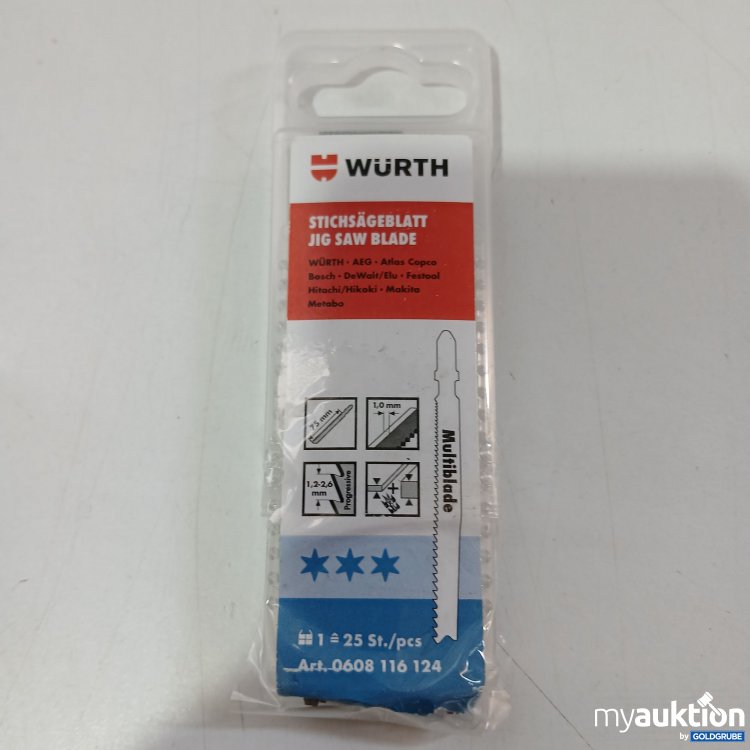 WÜRTH
STICHSÄGEBLATT
JIG SAW BLADE
WÜRTH • AEG • Atlas Copco
Bosch • DeWalt/Elu • Festool
Hitachi/Hikoki • Makita
Metabo
75 mm
1,0 mm
1,2-2,6
mm
Progressive
Multiblade
1 ≙ 25 St./pcs
Art. 0608 116 124
myauktion
by GOLDGRUBE